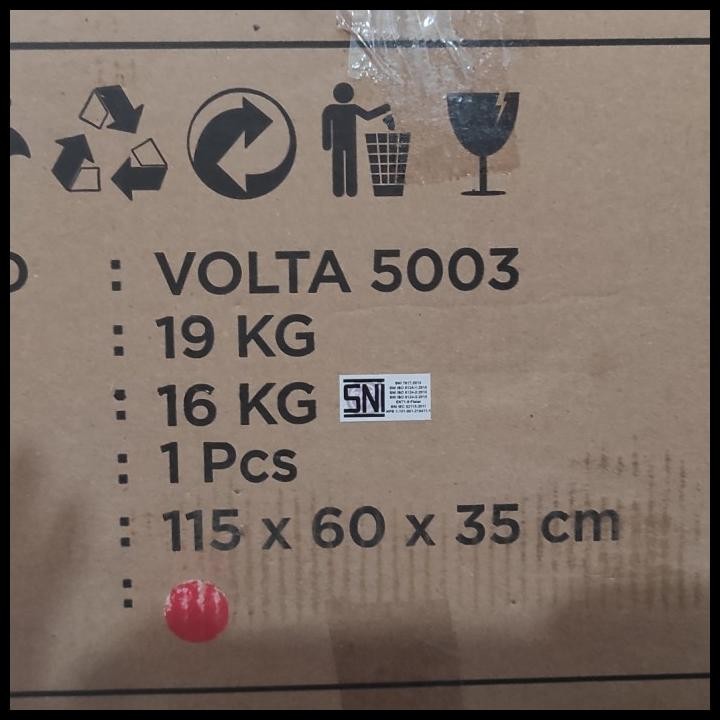 : VOLTA 5003
: 19 KG
: 16 KG
SNI
: 1 Pcs
: 115 x 60 x 35 cm
: